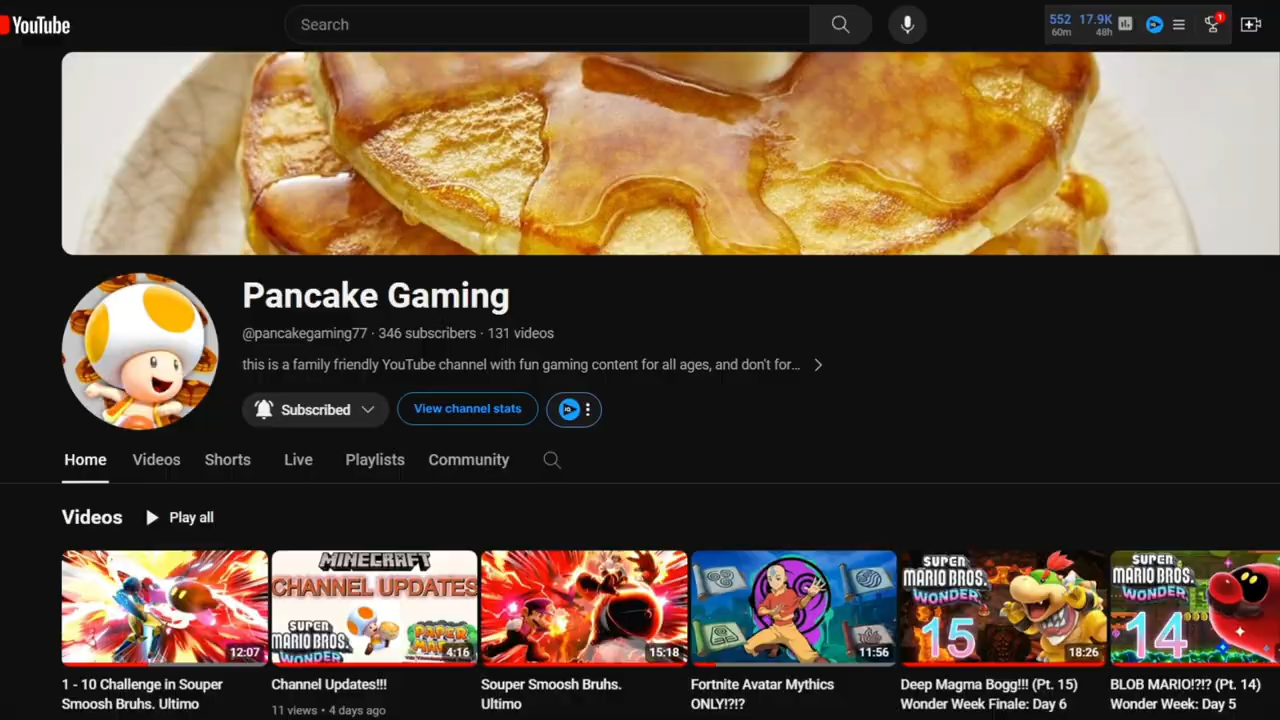 YouTube
Search
552 17.9K
60m 48h
1
Pancake Gaming
@pancakegaming77 · 346 subscribers · 131 videos
this is a family friendly YouTube channel with fun gaming content for all ages, and don't for...
Subscribed
View channel stats
IQ
Home Videos Shorts Live Playlists Community
Videos Play all
12:07
MINECRAFT
CHANNEL UPDATES
SUPER
MARIO BROS.
WONDER
PAPER
4:16
15:18
11:56
SUPER
MARIO BROS.
WONDER
15
18:26
SUPER
MARIO BROS.
WONDER
14
1 - 10 Challenge in Souper
Smoosh Bruhs. Ultimo
Channel Updates!!!
11 views • 4 days ago
Souper Smoosh Bruhs.
Ultimo
Fortnite Avatar Mythics
ONLY!?!?
Deep Magma Bogg!!! (Pt. 15)
Wonder Week Finale: Day 6
BLOB MARIO!?!? (Pt. 14)
Wonder Week: Day 5